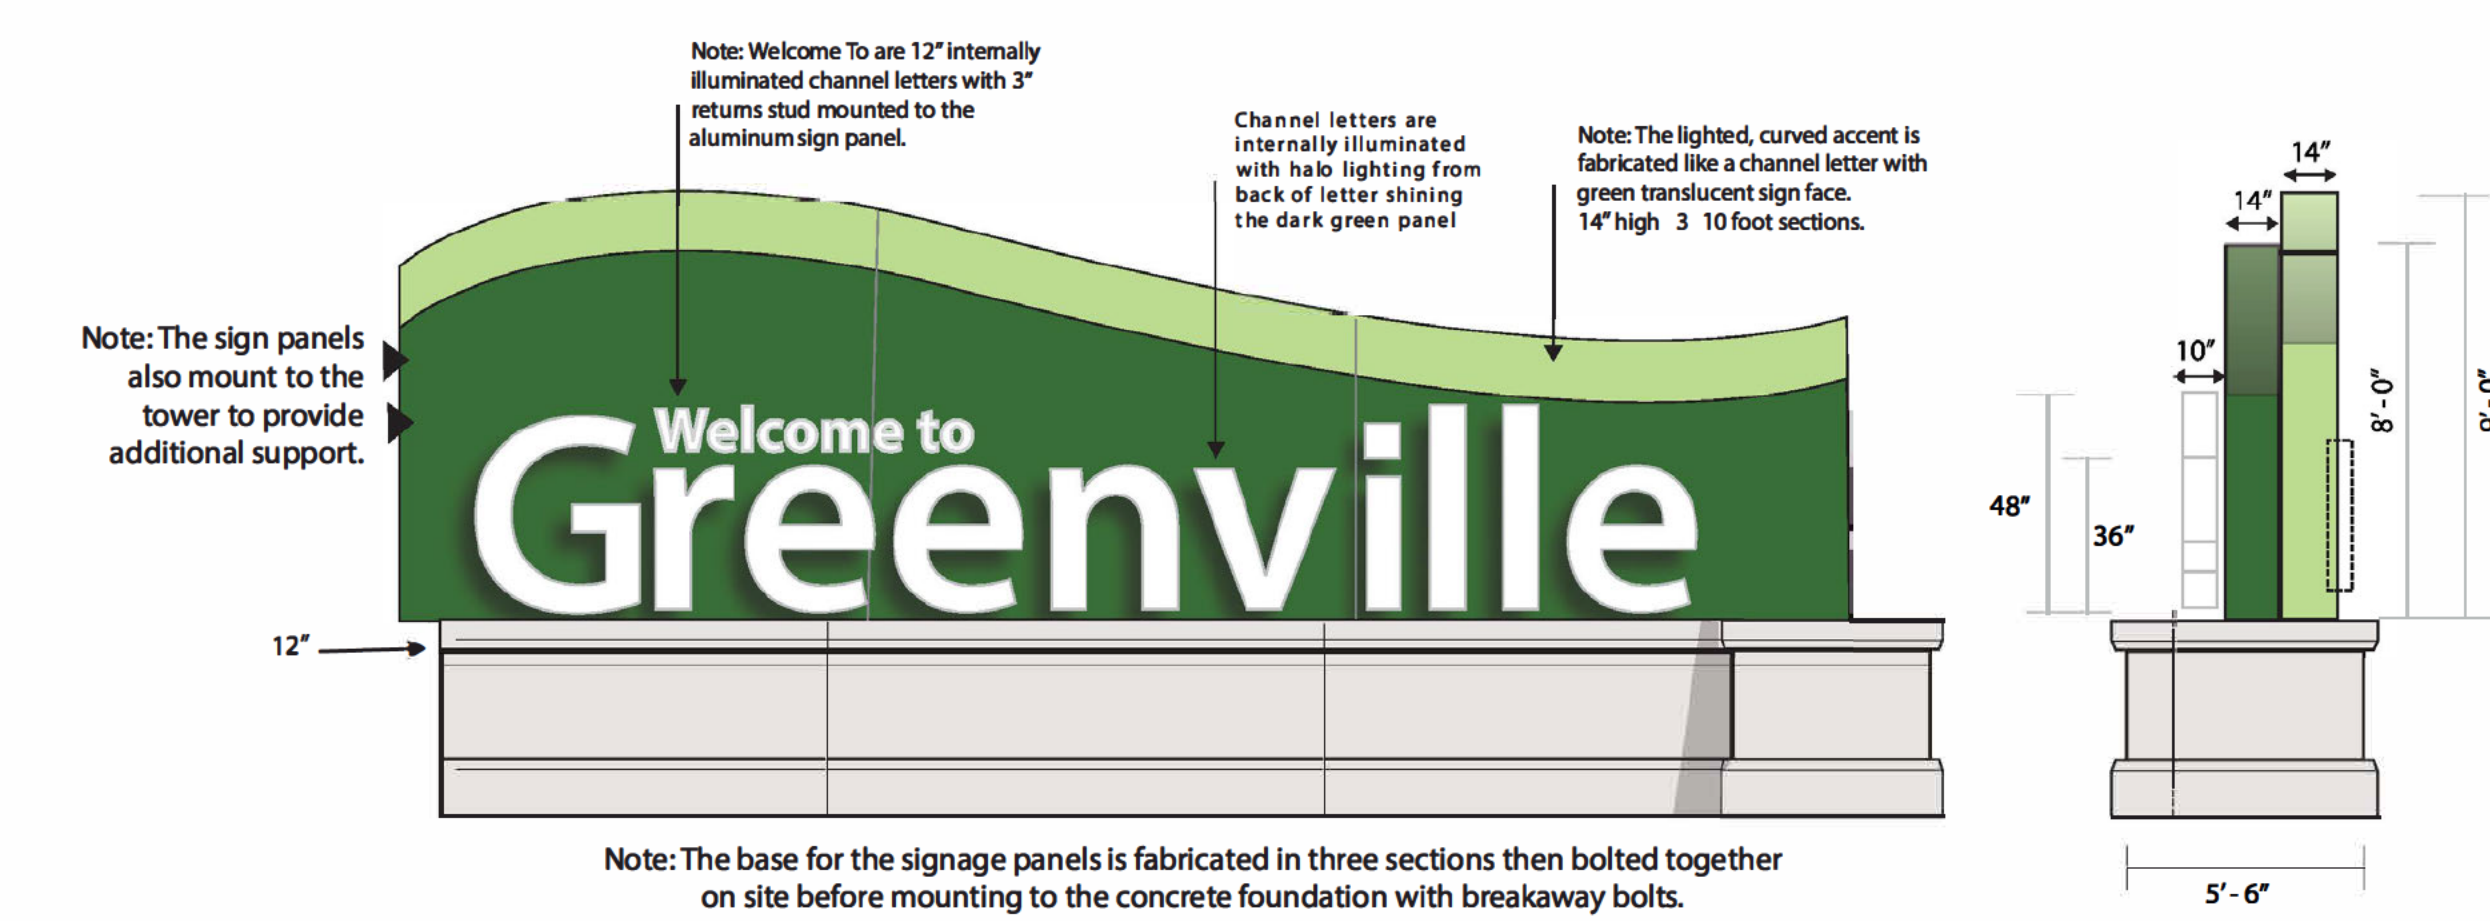 Note: Welcome To are 12" internally
illuminated channel letters with 3"
returns stud mounted to the
aluminum sign panel.
Channel letters are
internally illuminated
with halo lighting from
back of letter shining
the dark green panel
Note: The lighted, curved accent is
fabricated like a channel letter with
green translucent sign face.
14" high 3 10 foot sections.
Note: The sign panels
also mount to the
tower to provide
additional support.
Welcome to
Greenville
12"
Note: The base for the signage panels is fabricated in three sections then bolted together
on site before mounting to the concrete foundation with breakaway bolts.
14"
14"
10"
48"
36"
8'-0"
5'-6"